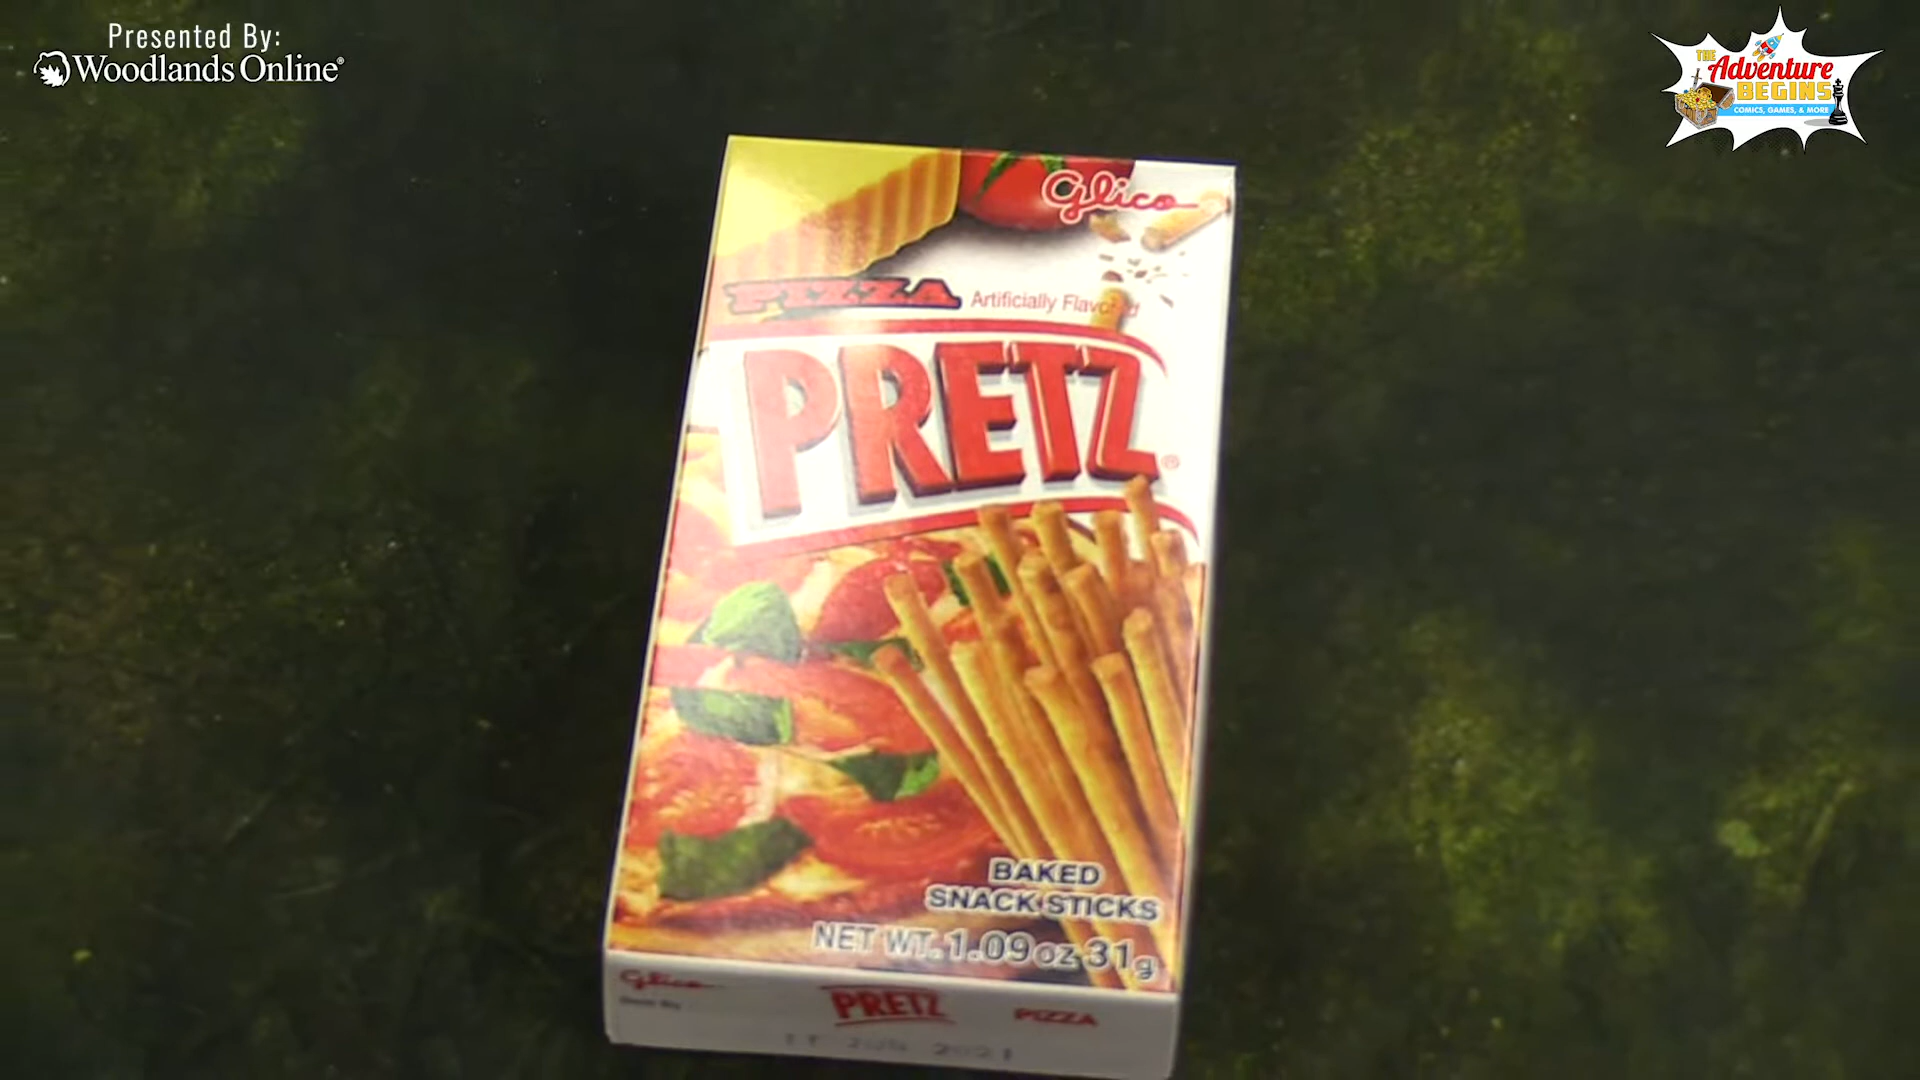 Presented By:
Woodlands Online®
THE
Adventure
BEGINS
COMICS, GAMES, & MORE
Glico
PIZZA Artificially Flavored
PRETZ®
BAKED
SNACK STICKS
NET WT. 1.09 oz 31g
Glico
PRETZ
PIZZA
2021